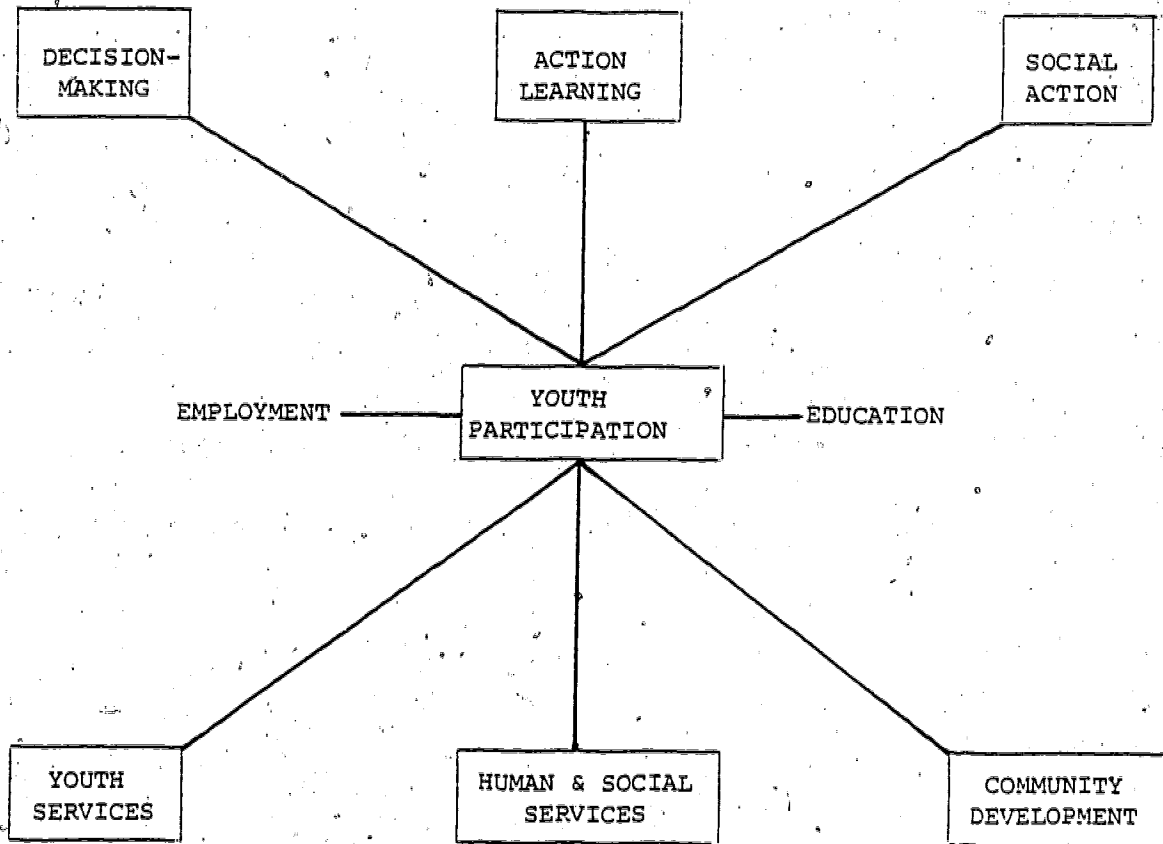 DECISION-
MAKING
ACTION
LEARNING
SOCIAL
ACTION
EMPLOYMENT
YOUTH
PARTICIPATION
EDUCATION
YOUTH
SERVICES
HUMAN & SOCIAL
SERVICES
COMMUNITY
DEVELOPMENT